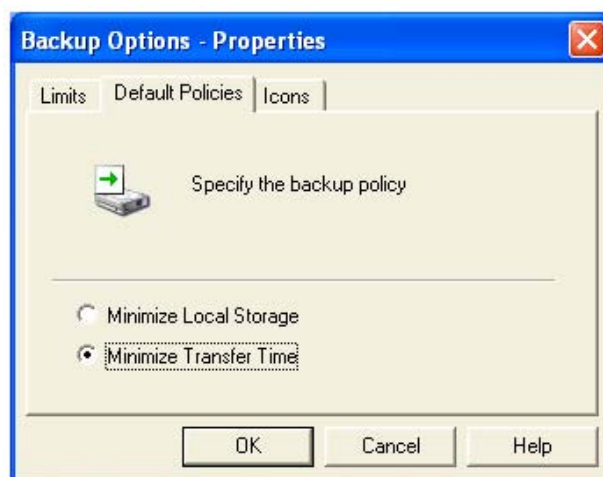 Backup Options - Properties
Limits Default Policies Icons
Specify the backup policy
Minimize Local Storage
Minimize Transfer Time
OK Cancel Help